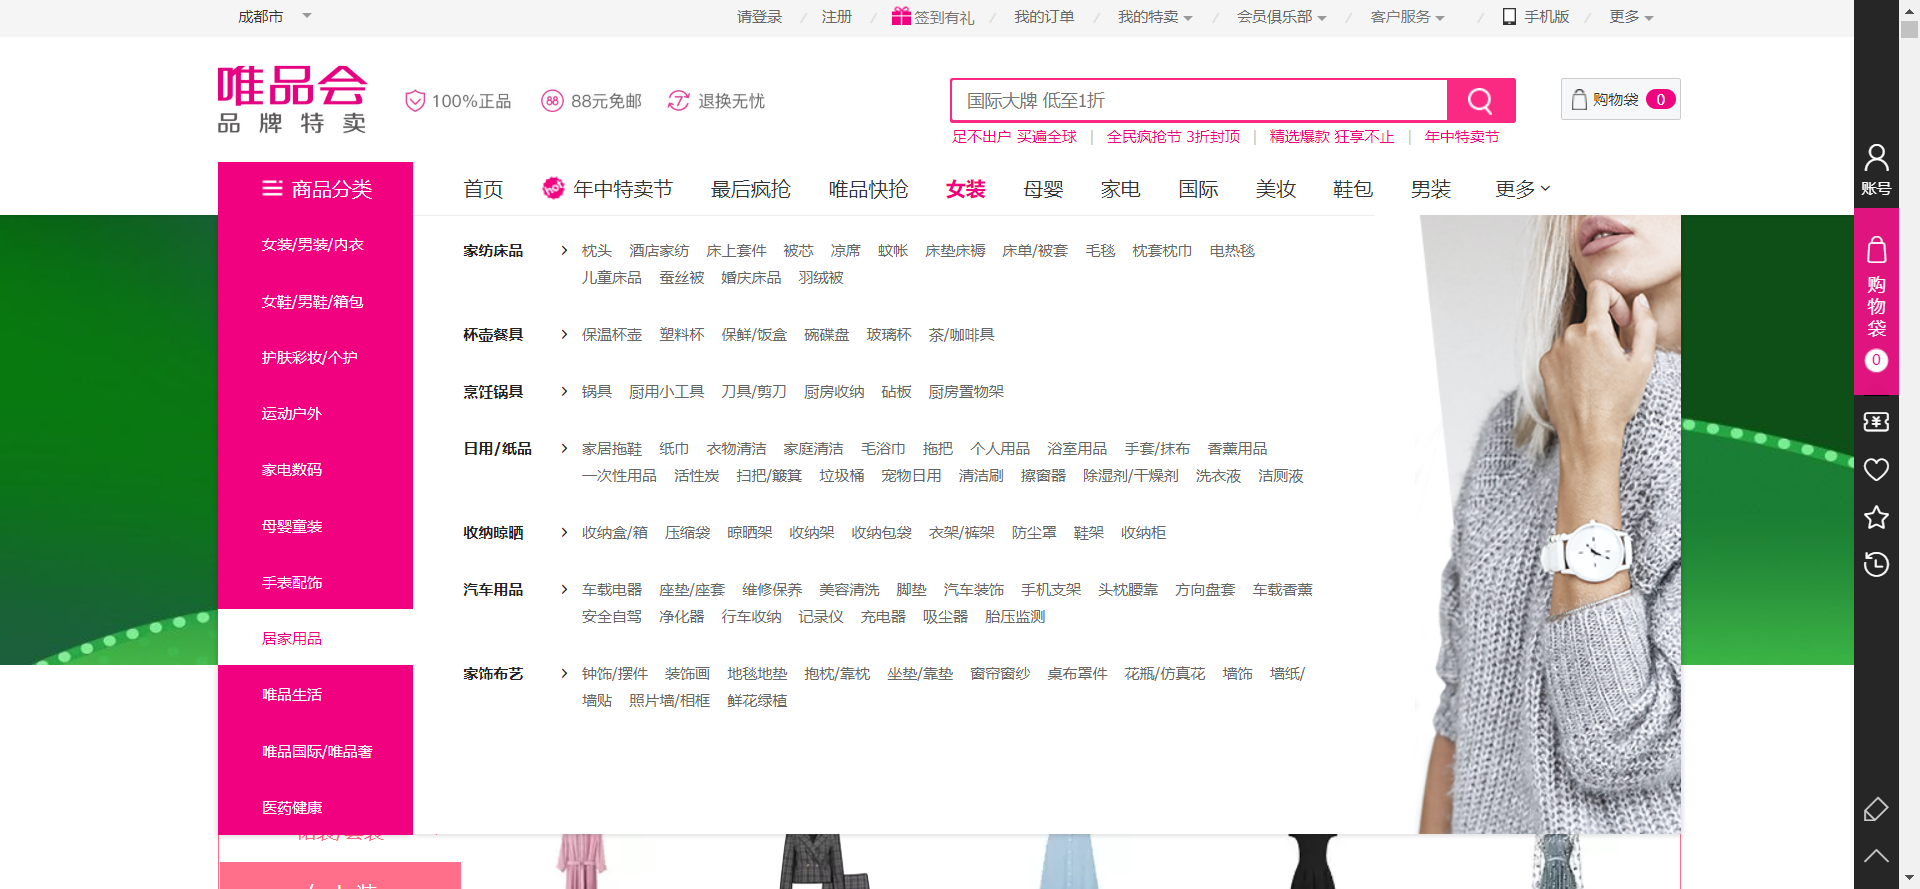 成都市
请登录 / 注册 / 签到有礼 / 我的订单 / 我的特卖 / 会员俱乐部 / 客户服务 / 手机版 / 更多
唯品会
品牌特卖
100%正品 88元免邮 7 退换无忧
国际大牌 低至1折
购物袋 0
足不出户 买遍全球 | 全民疯抢节 3折封顶 | 精选爆款 狂享不止 | 年中特卖节
商品分类
首页 hot 年中特卖节 最后疯抢 唯品快抢 女装 母婴 家电 国际 美妆 鞋包 男装 更多
女装/男装/内衣
女鞋/男鞋/箱包
护肤彩妆/个护
运动户外
家电数码
母婴童装
手表配饰
居家用品
唯品生活
唯品国际/唯品奢
医药健康
家纺床品 > 枕头 酒店家纺 床上套件 被芯 凉席 蚊帐 床垫床褥 床单/被套 毛毯 枕套枕巾 电热毯
儿童床品 蚕丝被 婚庆床品 羽绒被
杯壶餐具 > 保温杯壶 塑料杯 保鲜/饭盒 碗碟盘 玻璃杯 茶/咖啡具
烹饪锅具 > 锅具 厨用小工具 刀具/剪刀 厨房收纳 砧板 厨房置物架
日用/纸品 > 家居拖鞋 纸巾 衣物清洁 家庭清洁 毛浴巾 拖把 个人用品 浴室用品 手套/抹布 香薰用品
一次性用品 活性炭 扫把/簸箕 垃圾桶 宠物日用 清洁刷 擦窗器 除湿剂/干燥剂 洗衣液 洁厕液
收纳晾晒 > 收纳盒/箱 压缩袋 晾晒架 收纳架 收纳包袋 衣架/裤架 防尘罩 鞋架 收纳柜
汽车用品 > 车载电器 座垫/座套 维修保养 美容清洗 脚垫 汽车装饰 手机支架 头枕腰靠 方向盘套 车载香薰
安全自驾 净化器 行车收纳 记录仪 充电器 吸尘器 胎压监测
家饰布艺 > 钟饰/摆件 装饰画 地毯地垫 抱枕/靠枕 坐垫/靠垫 窗帘窗纱 桌布罩件 花瓶/仿真花 墙饰 墙纸/
墙贴 照片墙/相框 鲜花绿植
账号
购物袋
0